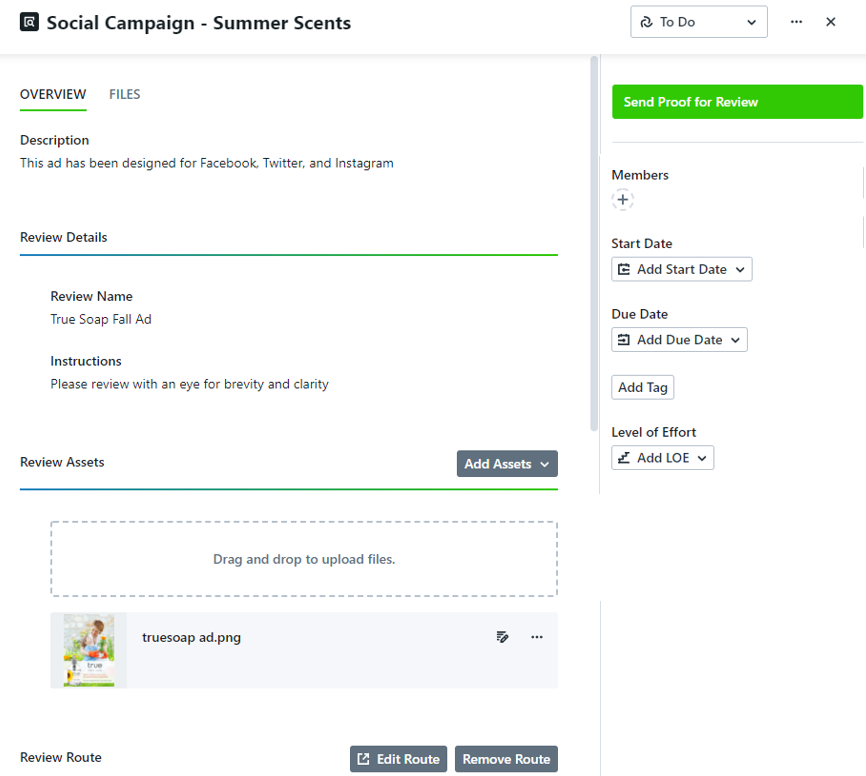 Social Campaign - Summer Scents
To Do
OVERVIEW
FILES
Description
This ad has been designed for Facebook, Twitter, and Instagram
Review Details
Review Name
True Soap Fall Ad
Instructions
Please review with an eye for brevity and clarity
Review Assets
Add Assets
Drag and drop to upload files.
true
truesoap ad.png
Review Route
Edit Route
Remove Route
Send Proof for Review
Members
Start Date
Add Start Date
Due Date
Add Due Date
Add Tag
Level of Effort
Add LOE